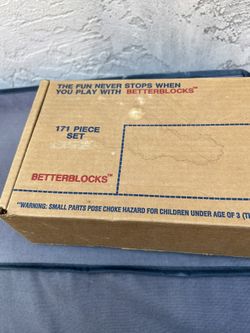 THE FUN NEVER STOPS WHEN
YOU PLAY WITH BETTERBLOCKS™
171 PIECE
SET
BETTERBLOCKS™
"WARNING: SMALL PARTS POSE CHOKE HAZARD FOR CHILDREN UNDER AGE OF 3 (TH